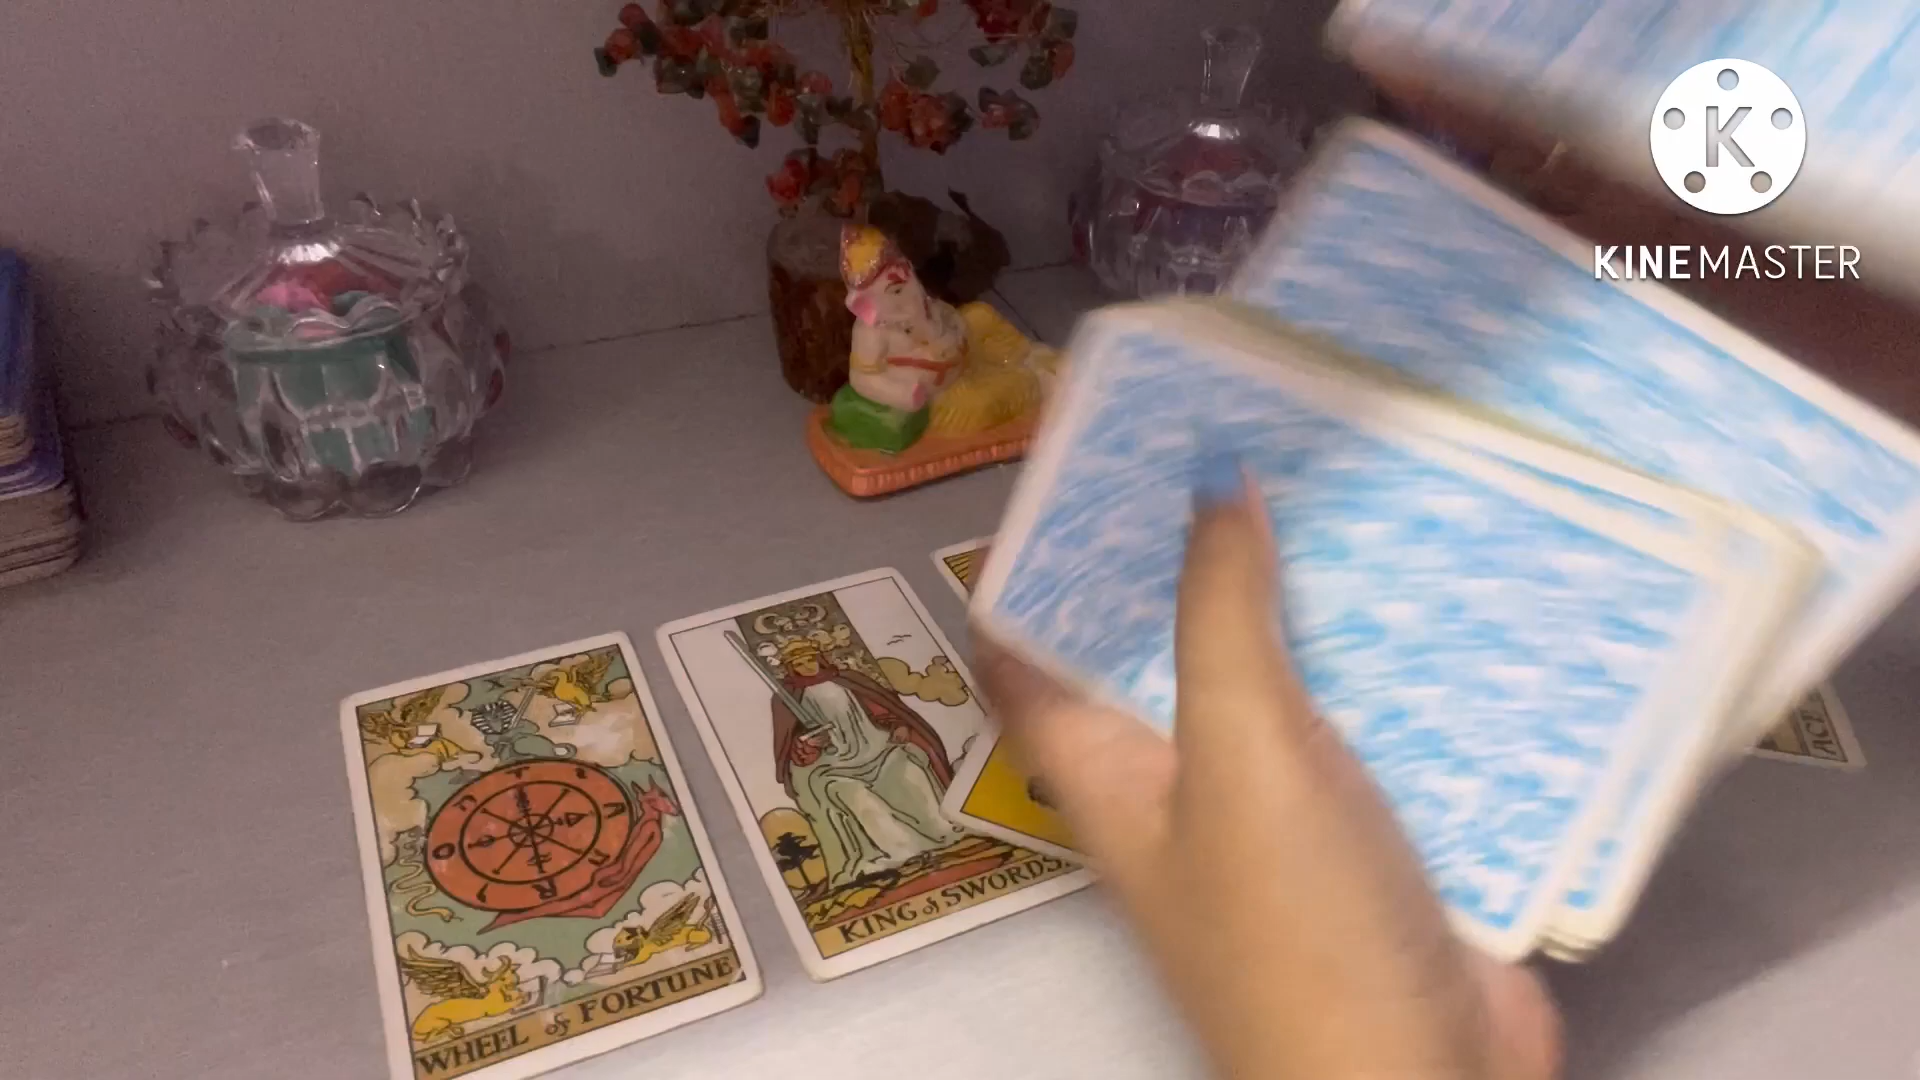 K
KINEMASTER
X
T
A
R
O
WHEEL of FORTUNE
KING of SWORDS.
ACE